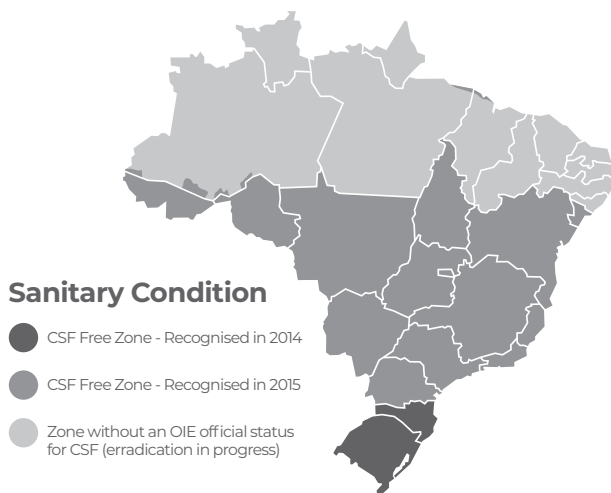 Sanitary Condition
CSF Free Zone - Recognised in 2014
CSF Free Zone - Recognised in 2015
Zone without an OIE official status
for CSF (erradication in progress)